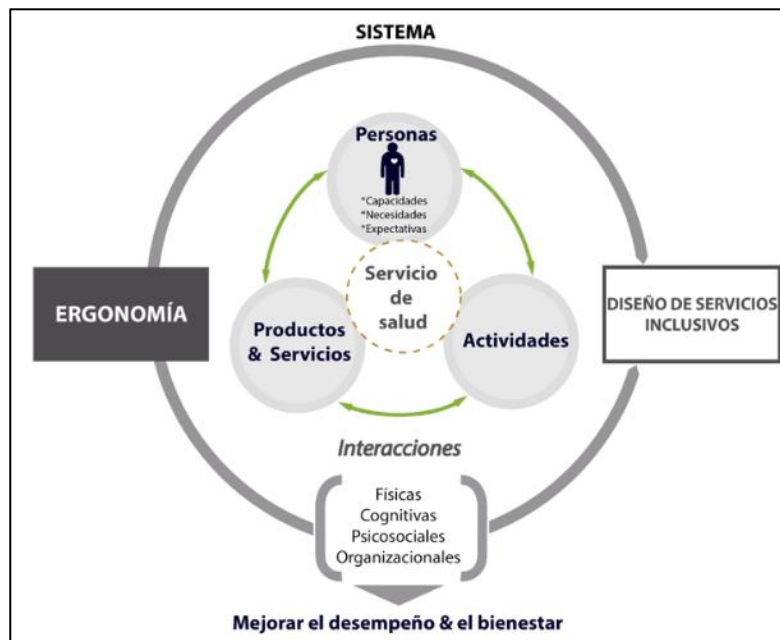 SISTEMA
Personas
*Capacidades
*Necesidades
*Expectativas
Servicio
de
salud
ERGONOMÍA
Productos
& Servicios
Actividades
DISEÑO DE SERVICIOS
INCLUSIVOS
Interacciones
Físicas
Cognitivas
Psicosociales
Organizacionales
Mejorar el desempeño & el bienestar